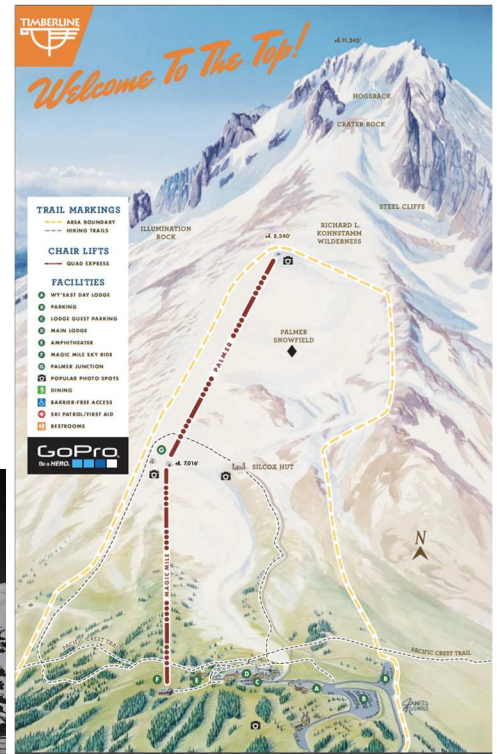 TIMBERLINE
Welcome To The Top!
el. 11,245'
HOGSBACK
CRATER ROCK
STEEL CLIFFS
TRAIL MARKINGS
AREA BOUNDARY
HIKING TRAILS
CHAIR LIFTS
QUAD EXPRESS
FACILITIES
A WY'EAST DAY LODGE
B PARKING
C LODGE GUEST PARKING
D MAIN LODGE
E AMPHITHEATER
F MAGIC MILE SKY RIDE
G PALMER JUNCTION
POPULAR PHOTO SPOTS
DINING
BARRIER-FREE ACCESS
SKI PATROL/FIRST AID
RESTROOMS
GoPro
Be a HERO.
ILLUMINATION
ROCK
RICHARD L.
KOHNSTAMM
WILDERNESS
el. 8,540'
PALMER
PALMER
SNOWFIELD
G
el. 7,016'
SILCOX HUT
MAGIC MILE
N
PACIFIC CREST TRAIL
PACIFIC CREST TRAIL
F
E
D
C
A
B
JAMES
NIEHUES